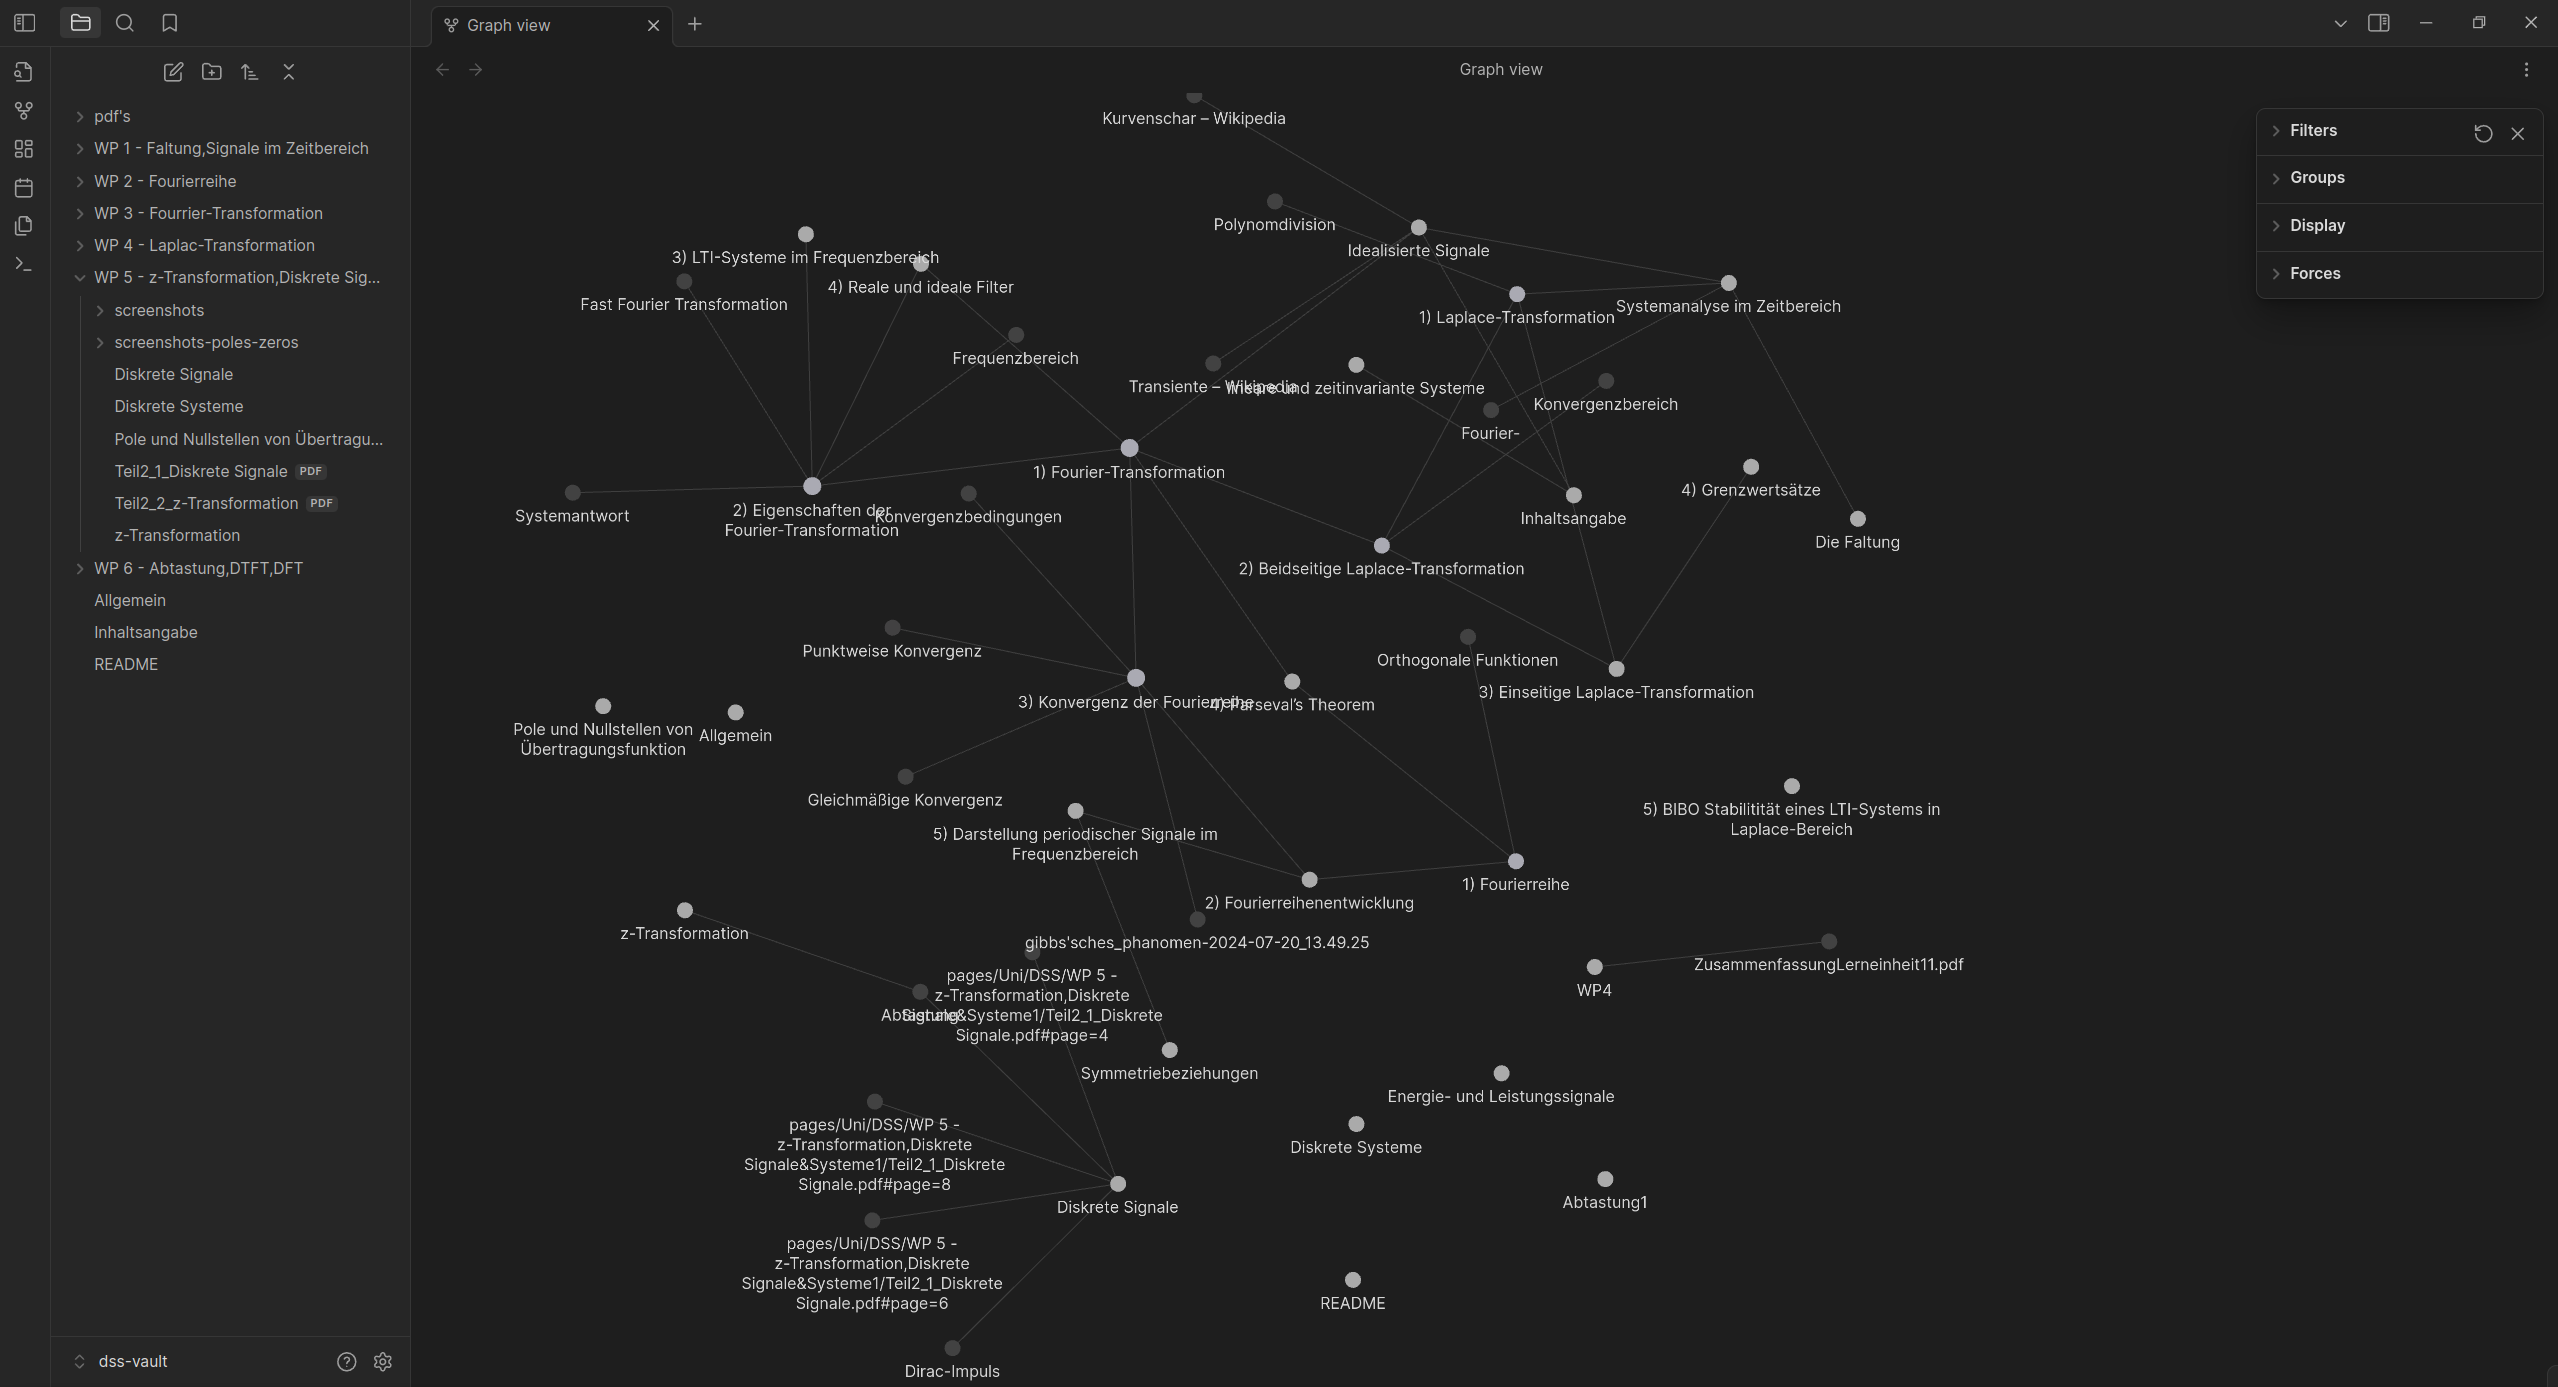 Graph view
Graph view
pdf's
WP 1 - Faltung,Signale im Zeitbereich
WP 2 - Fourierreihe
WP 3 - Fourrier-Transformation
WP 4 - Laplac-Transformation
WP 5 - z-Transformation,Diskrete Sig...
screenshots
screenshots-poles-zeros
Diskrete Signale
Diskrete Systeme
Pole und Nullstellen von Übertragu...
Teil2_1_Diskrete Signale PDF
Teil2_2_z-Transformation PDF
z-Transformation
WP 6 - Abtastung,DTFT,DFT
Allgemein
Inhaltsangabe
README
dss-vault
Filters
Groups
Display
Forces
Kurvenschar – Wikipedia
Polynomdivision
Idealisierte Signale
3) LTI-Systeme im Frequenzbereich
4) Reale und ideale Filter
Fast Fourier Transformation
1) Laplace-Transformation
Systemanalyse im Zeitbereich
Frequenzbereich
Transiente – Wikipedia
und zeitinvariante Systeme
Konvergenzbereich
Fourier-
1) Fourier-Transformation
4) Grenzwertsätze
Systemantwort
2) Eigenschaften der
Fourier-Transformation
Konvergenzbedingungen
Inhaltsangabe
Die Faltung
2) Beidseitige Laplace-Transformation
Punktweise Konvergenz
Orthogonale Funktionen
3) Einseitige Laplace-Transformation
3) Konvergenz der Fourierreihe
4) Parseval's Theorem
Pole und Nullstellen von
Übertragungsfunktion
Allgemein
Gleichmäßige Konvergenz
5) Darstellung periodischer Signale im
Frequenzbereich
5) BIBO Stabilitität eines LTI-Systems in
Laplace-Bereich
1) Fourierreihe
2) Fourierreihenentwicklung
z-Transformation
gibbs'sches_phanomen-2024-07-20_13.49.25
ZusammenfassungLerneinheit11.pdf
WP4
pages/Uni/DSS/WP 5 -
z-Transformation,Diskrete
Signale&Systeme1/Teil2_1_Diskrete
Signale.pdf#page=4
Abtastung
Symmetriebeziehungen
Energie- und Leistungssignale
pages/Uni/DSS/WP 5 -
z-Transformation,Diskrete
Signale&Systeme1/Teil2_1_Diskrete
Signale.pdf#page=8
Diskrete Systeme
Diskrete Signale
Abtastung1
pages/Uni/DSS/WP 5 -
z-Transformation,Diskrete
Signale&Systeme1/Teil2_1_Diskrete
Signale.pdf#page=6
README
Dirac-Impuls